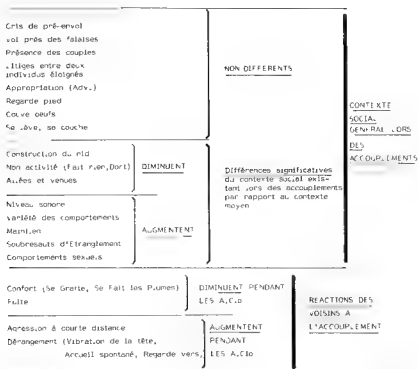 Cris de pré-envol
vol près des falaises
Présence des couples
Litiges entre deux
individus éloignés
Appropriation (Adv.)
Regarde pied
Couve oeufs
Se lève, se couche
NON DIFFERENTS
Construction du nid
Non activité (Fait rien, Dort)
Allées et venues
DIMINUENT
Niveau sonore
Variété des comportements
Maintien
Soubresauts d'Etranglement
Comportements sexuels
AUGMENTENT
Différences significatives
du contexte social exis-
tant lors des accouplements
par rapport au contexte
moyen
CONTEXTE
SOCIAL
GENERAL LORS
DES
ACCOUPLEMENTS
Confort (Se Gratte, Se Fait les Plumes)
Fuite
DIMINUENT PENDANT
LES A.Clo
Agression à courte distance
Dérangement (Vibration de la tête,
Accueil spontané, Regarde vers,
AUGMENTENT
PENDANT
LES A.Clo
REACTIONS DES
VOISINS A
L'ACCOUPLEMENT